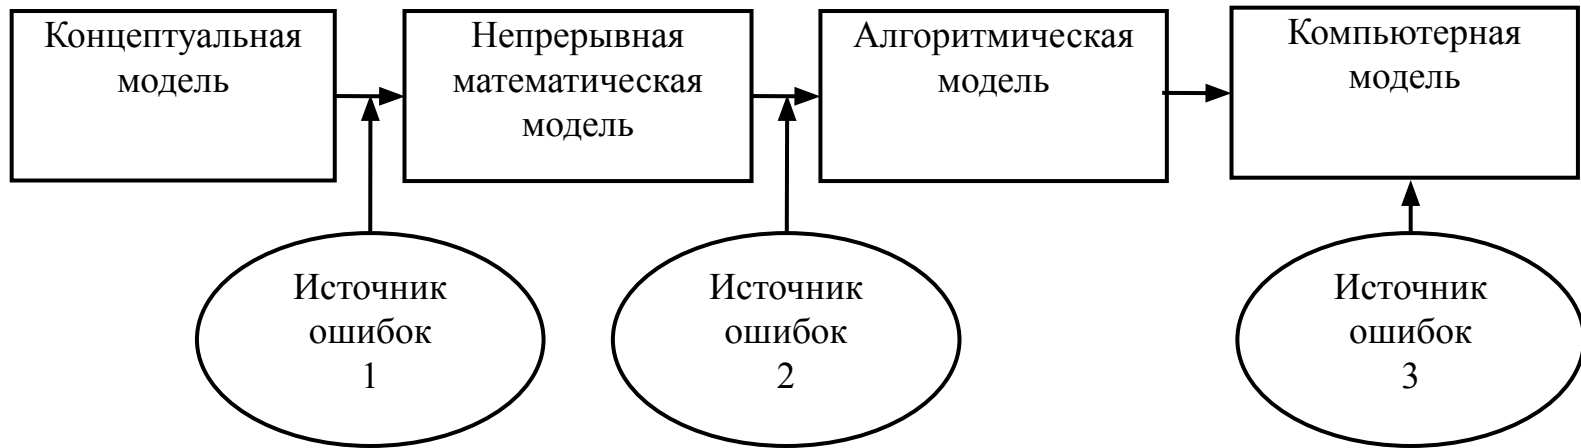 Концептуальная
модель
Непрерывная
математическая
модель
Алгоритмическая
модель
Компьютерная
модель
Источник
ошибок
1
Источник
ошибок
2
Источник
ошибок
3